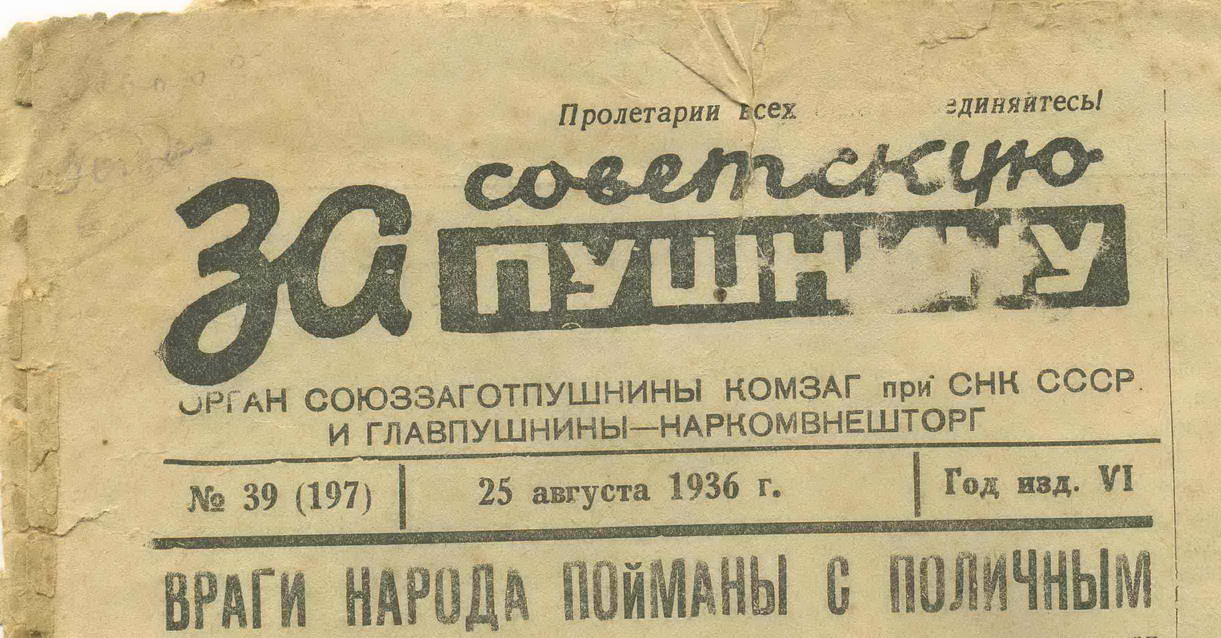 Пролетарии всех единяйтесь!
За советскую
ПУШНИНУ
ОРГАН СОЮЗЗАГОТПУШНИНЫ КОМЗАГ при СНК СССР.
И ГЛАВПУШНИНЫ—НАРКОМВНЕШТОРГ
№ 39 (197) 25 августа 1936 г. Год изд. VI
ВРАГИ НАРОДА ПОЙМАНЫ С ПОЛИЧНЫМ